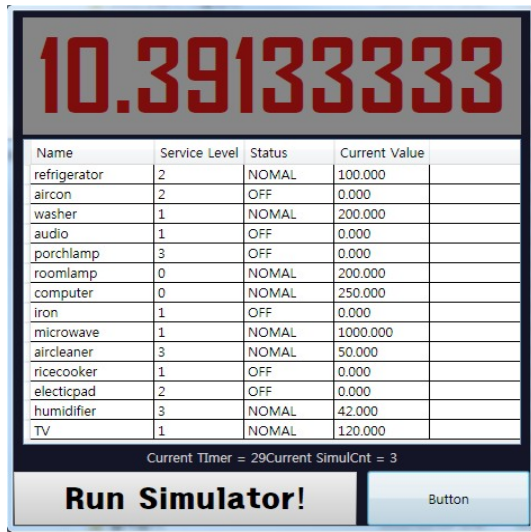 10.39133333
Name Service Level Status Current Value
refrigerator 2 NOMAL 100.000
aircon 2 OFF 0.000
washer 1 NOMAL 200.000
audio 1 OFF 0.000
porchlamp 3 OFF 0.000
roomlamp 0 NOMAL 200.000
computer 0 NOMAL 250.000
iron 1 OFF 0.000
microwave 1 NOMAL 1000.000
aircleaner 3 NOMAL 50.000
ricecooker 1 OFF 0.000
electicpad 2 OFF 0.000
humidifier 3 NOMAL 42.000
TV 1 NOMAL 120.000
Current TImer = 29Current SimulCnt = 3
Run Simulator! Button